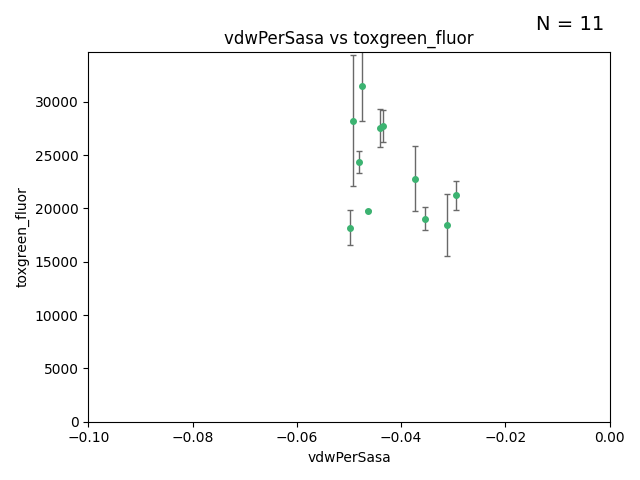 N = 11
vdwPerSasa vs toxgreen_fluor
30000
25000
20000
15000
10000
5000
0
toxgreen_fluor
−0.10 −0.08 −0.06 −0.04 −0.02 0.00
vdwPerSasa